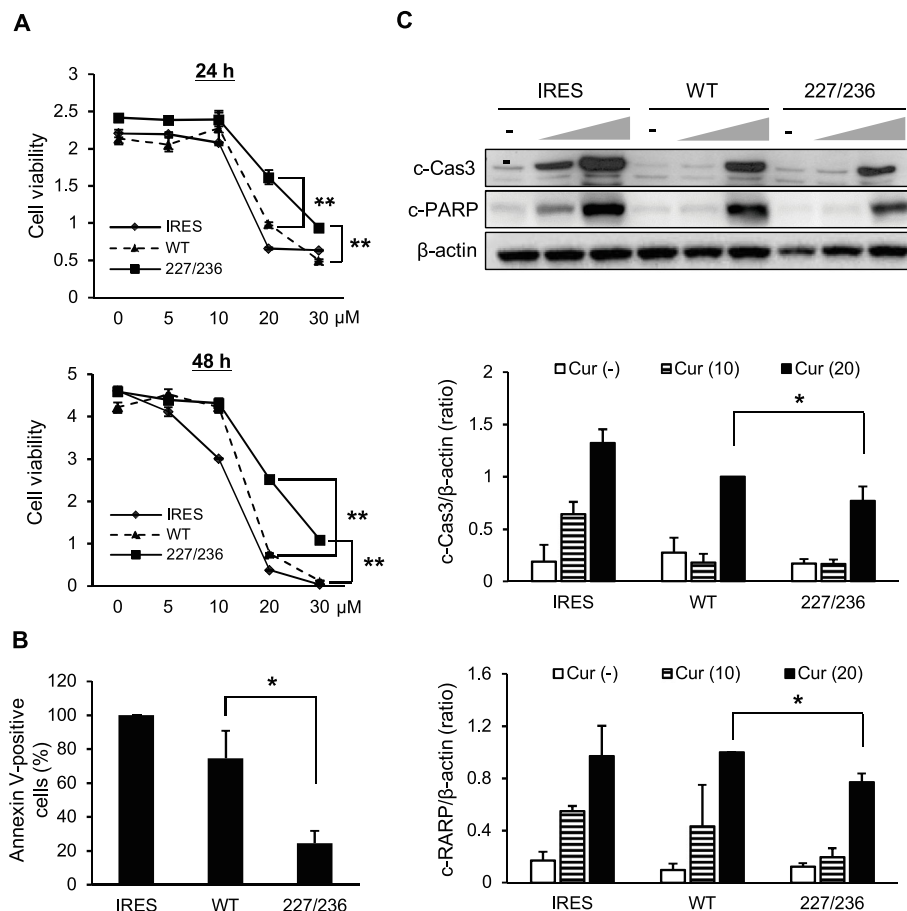 A
24 h
Cell viability
3
2.5
2
1.5
1
0.5
0
IRES
WT
227/236
**
**
0 5 10 20 30 µM
48 h
Cell viability
5
4
3
2
1
0
IRES
WT
227/236
**
**
0 5 10 20 30 µM
B
Annexin V-positive
cells (%)
120
100
80
60
40
20
0
*
IRES WT 227/236
C
IRES WT 227/236
- - -
-
c-Cas3
c-PARP
β-actin
c-Cas3/β-actin (ratio)
2
1.5
1
0.5
0
Cur (-) Cur (10) Cur (20)
*
IRES WT 227/236
c-RARP/β-actin (ratio)
1.6
1.2
0.8
0.4
0
Cur (-) Cur (10) Cur (20)
*
IRES WT 227/236